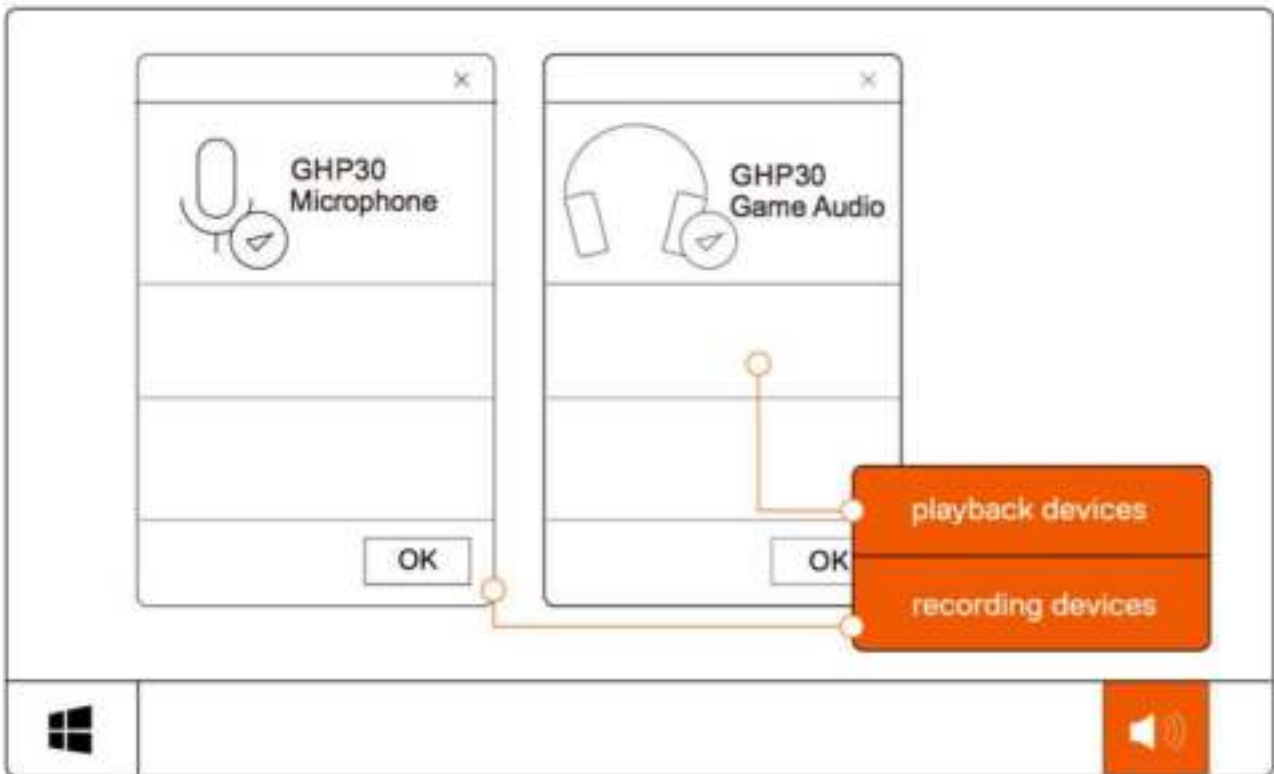 GHP30
Microphone
GHP30
Game Audio
OK
OK
playback devices
recording devices